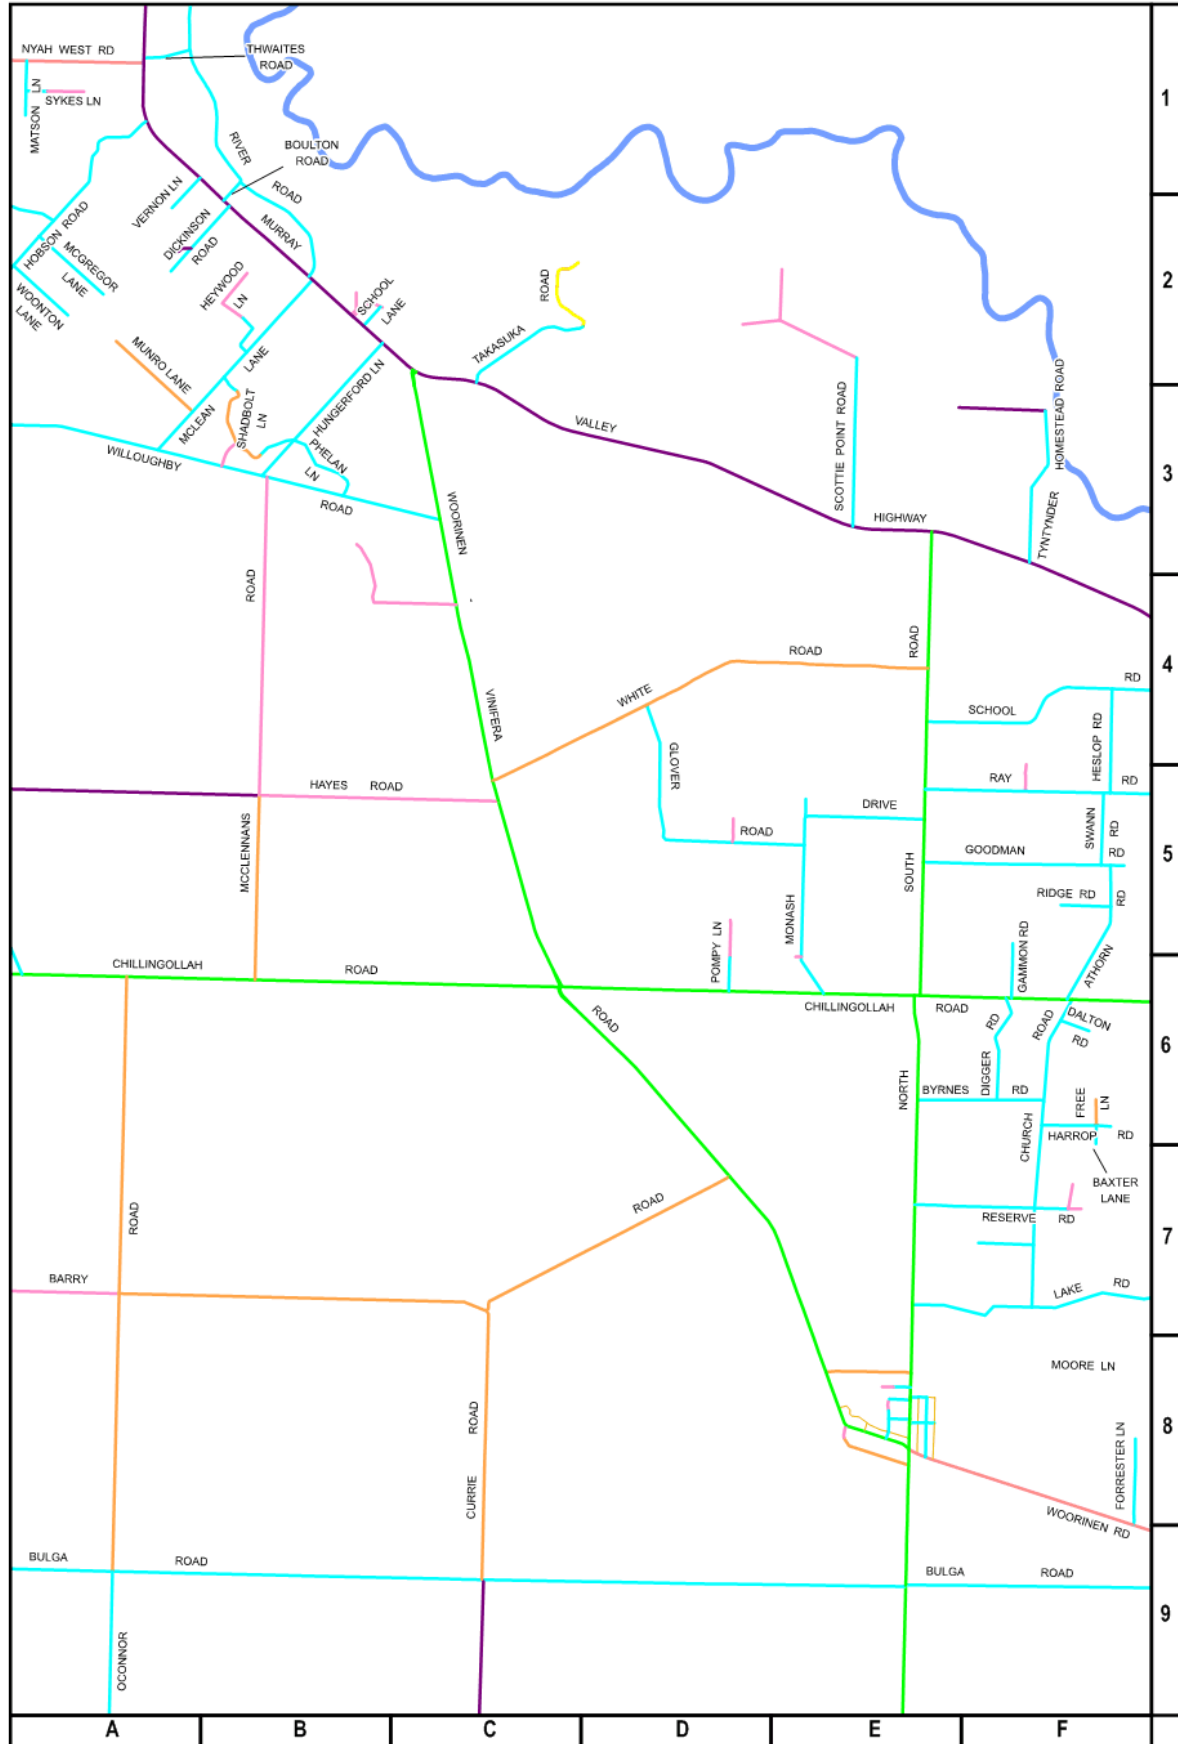 NYAH WEST RD
THWAITES
ROAD
MATSON LN
SYKES LN
1
RIVER
BOULTON
ROAD
ROAD
VERNON LN
DICKINSON
ROAD
MURRAY
HOBSON ROAD
MCGREGOR
LANE
WOONTON
LANE
HEYWOOD
LN
SCHOOL
LANE
ROAD
2
TAKASUKA
MUNRO LANE
LANE
MCLEAN
SHADBOLT
LN
HUNGERFORD LN
PHELAN
LN
WILLOUGHBY
ROAD
VALLEY
SCOTTIE POINT ROAD
HOMESTEAD ROAD
3
WOORINEN
HIGHWAY
TYNTYNDER
ROAD
ROAD
ROAD
4
WHITE
VINIFERA
RD
SCHOOL
HESLOP RD
GLOVER
RAY
RD
HAYES ROAD
DRIVE
ROAD
SWANN
RD
MCCLENNANS
GOODMAN
RD
5
SOUTH
RIDGE RD
RD
MONASH
POMPY LN
GAMMON RD
ATHORN
CHILLINGOLLAH
ROAD
CHILLINGOLLAH
ROAD
ROAD
RD
ROAD
DALTON
RD
6
NORTH
BYRNES
DIGGER
RD
FREE
LN
CHURCH
HARROP
RD
BAXTER
LANE
ROAD
ROAD
RESERVE
RD
7
BARRY
LAKE
RD
MOORE LN
ROAD
8
CURRIE
FORRESTER LN
WOORINEN RD
BULGA
ROAD
BULGA
ROAD
9
OCONNOR
A
B
C
D
E
F